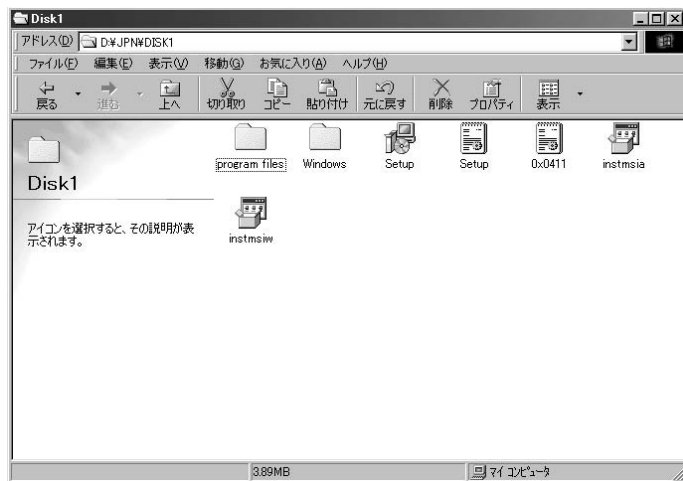 Disk1
アドレス(D) D:¥JPN¥DISK1
ファイル(F) 編集(E) 表示(V) 移動(G) お気に入り(A) ヘルプ(H)
戻る 進む 上へ 切り取り コピー 貼り付け 元に戻す 削除 プロパティ 表示
program files Windows Setup Setup 0x0411 instmsia
Disk1
アイコンを選択すると、その説明が表
示されます。
instmsiw
3.89MB マイ コンピュータ